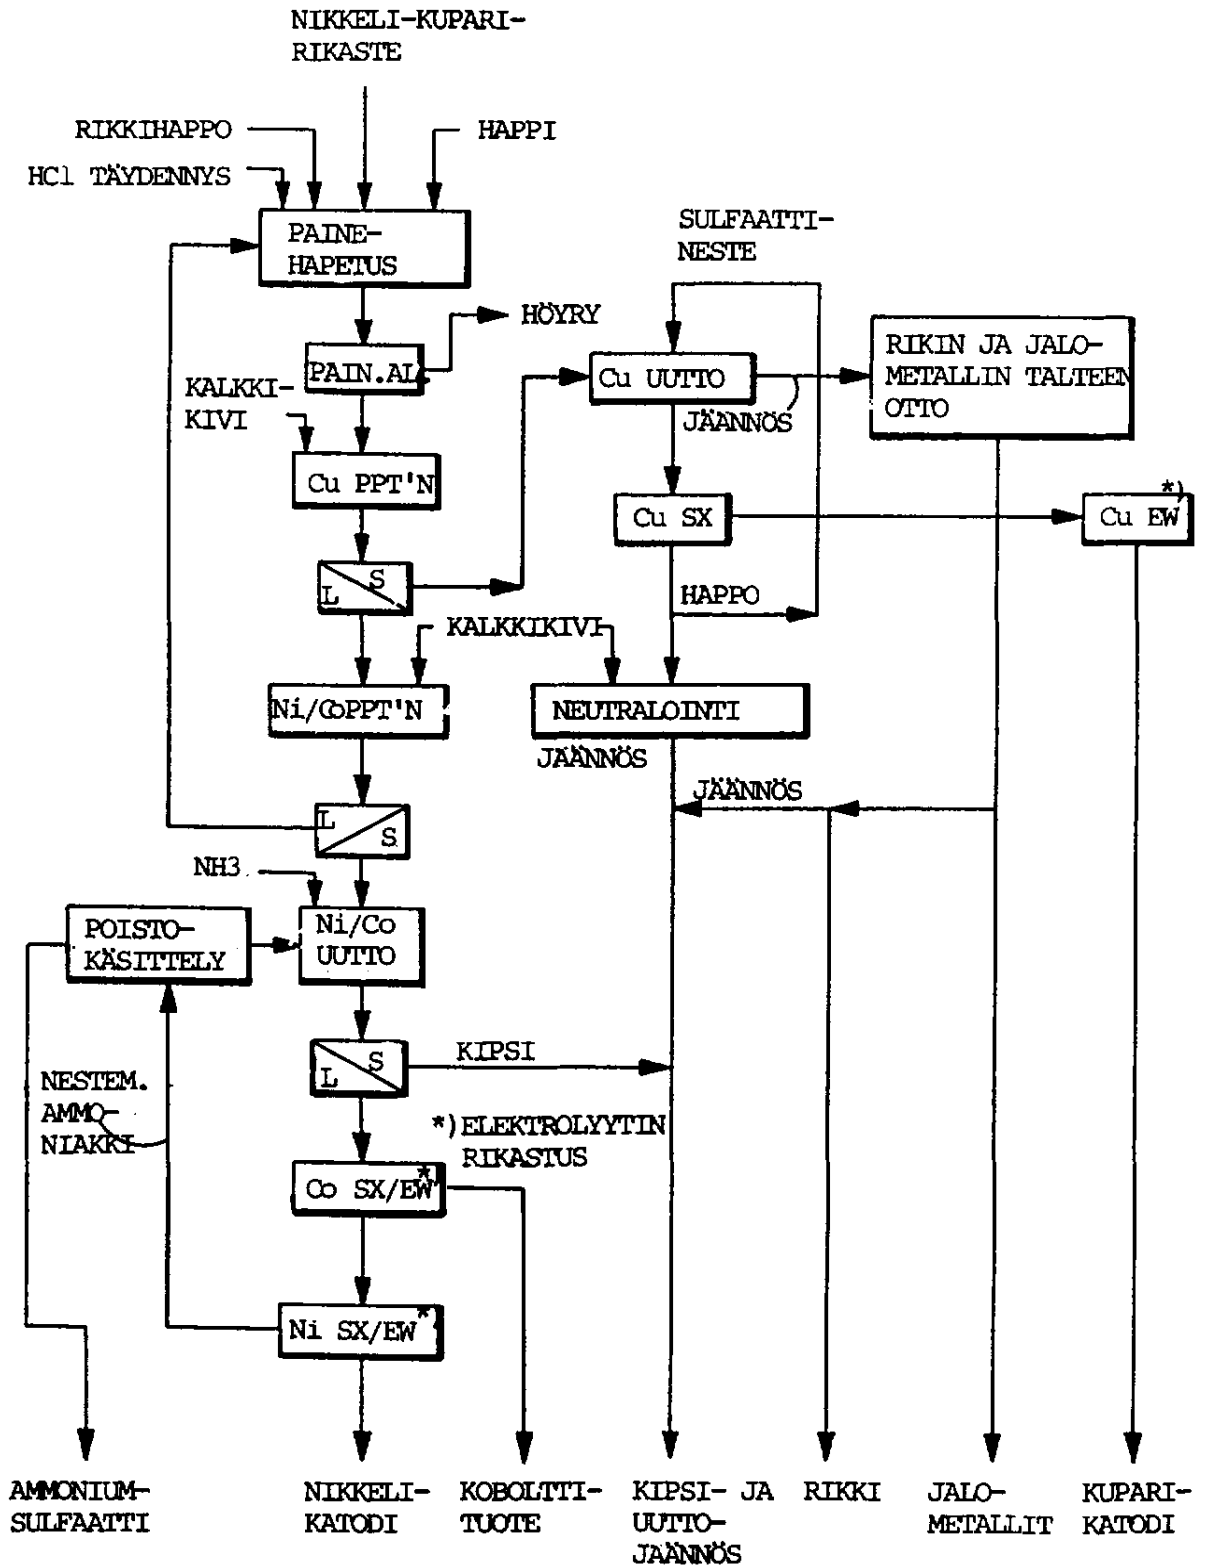 NIKKELI-KUPARI-
RIKASTE
RIKKIHAPPO
HAPPI
HCl TÄYDENNYS
PAINE-
HAPETUS
SULFAATTI-
NESTE
HÖYRY
PAIN.AL.
KALKKI-
KIVI
Cu UUTTO
JÄÄNNÖS
RIKIN JA JALO-
METALLIN TALTEEN
OTTO
Cu PPT'N
Cu SX
Cu EW *)
L S
HAPPO
KALKKIKIVI
Ni/CoPPT'N
NEUTRALOINTI
JÄÄNNÖS
JÄÄNNÖS
L S
NH3
POISTO-
KÄSITTELY
Ni/Co
UUTTO
L S
KIPSI
NESTEM.
AMMO-
NIAKKI
*)ELEKTROLYYTIN
RIKASTUS
Co SX/EW*)
Ni SX/EW*)
AMMONIUM-
SULFAATTI
NIKKELI-
KATODI
KOBOLTTI-
TUOTE
KIPSI- JA
UUTTO-
JÄÄNNÖS
RIKKI
JALO-
METALLIT
KUPARI-
KATODI